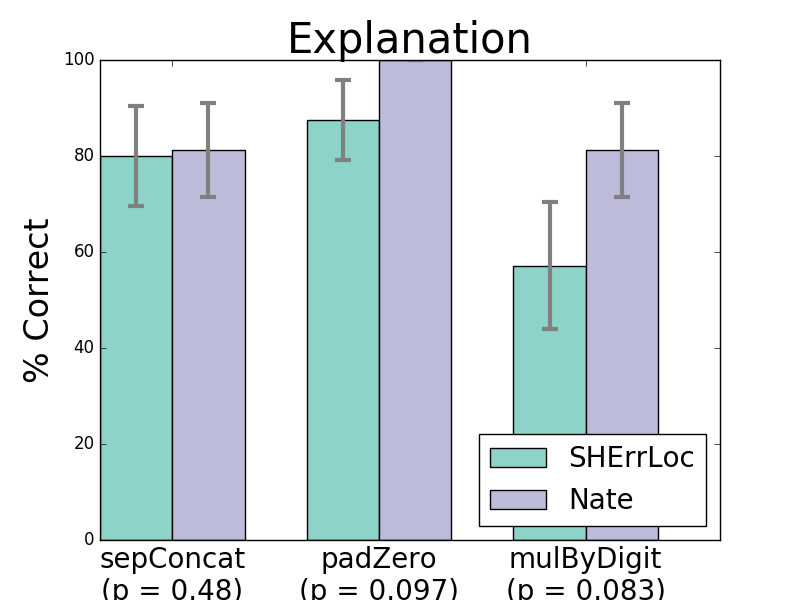 Explanation
% Correct
100
80
60
40
20
0
SHErrLoc
Nate
sepConcat padZero mulByDigit
(p = 0.48) (p = 0.097) (p = 0.083)